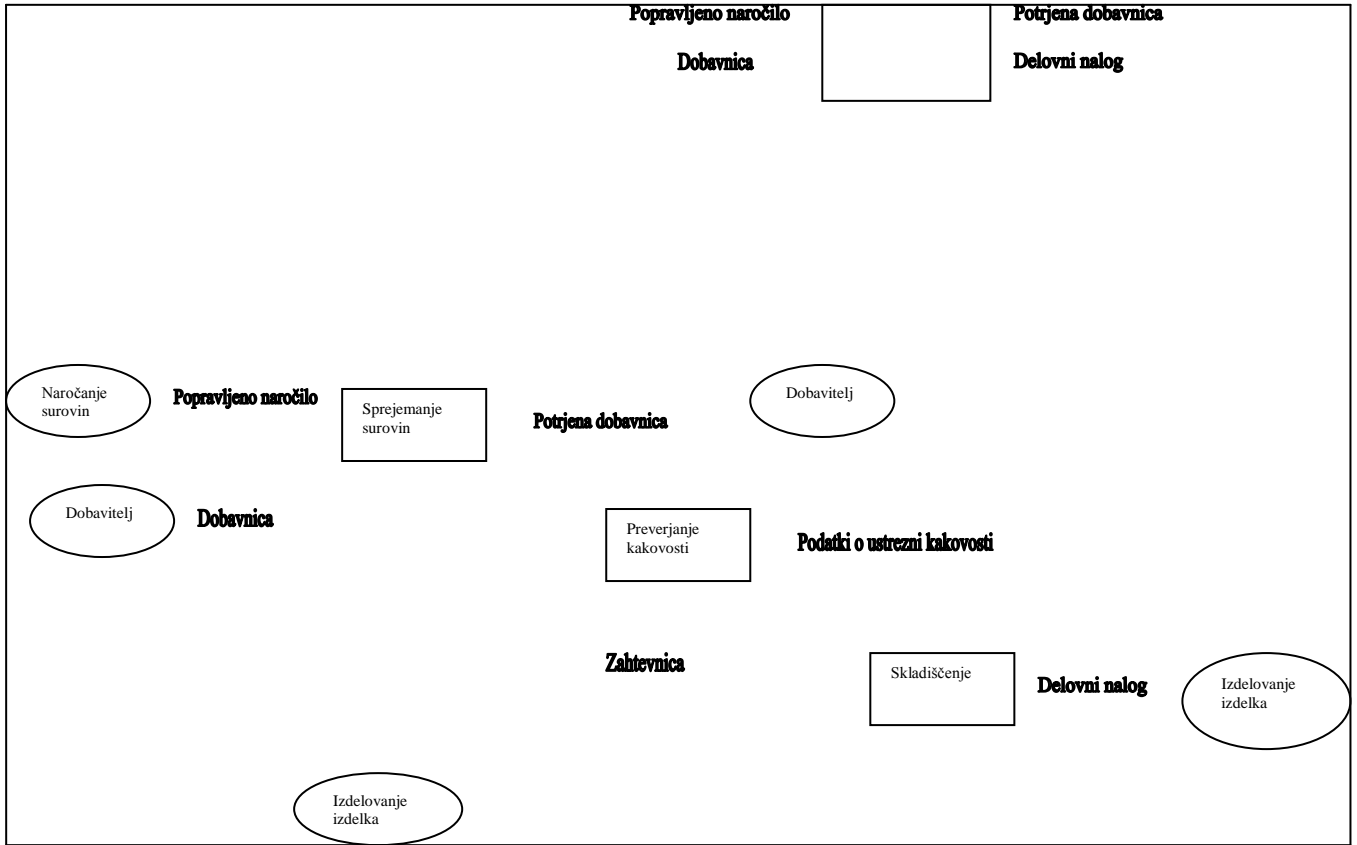 Popravljeno naročilo
Potrjena dobavnica
Dobavnica
Delovni nalog
Naročanje
surovin
Popravljeno naročilo
Sprejemanje
surovin
Potrjena dobavnica
Dobavitelj
Dobavitelj
Dobavnica
Preverjanje
kakovosti
Podatki o ustrezni kakovosti
Zahtevnica
Skladiščenje
Delovni nalog
Izdelovanje
izdelka
Izdelovanje
izdelka